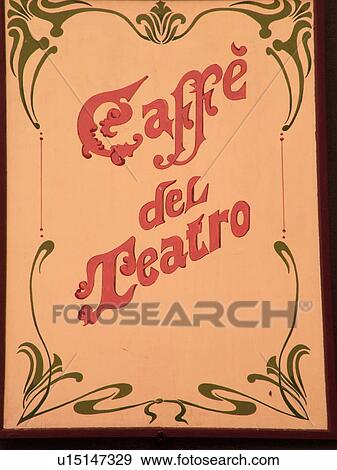 Caffè
del
Teatro
FOTOSEARCH®
u15147329 www.fotosearch.com